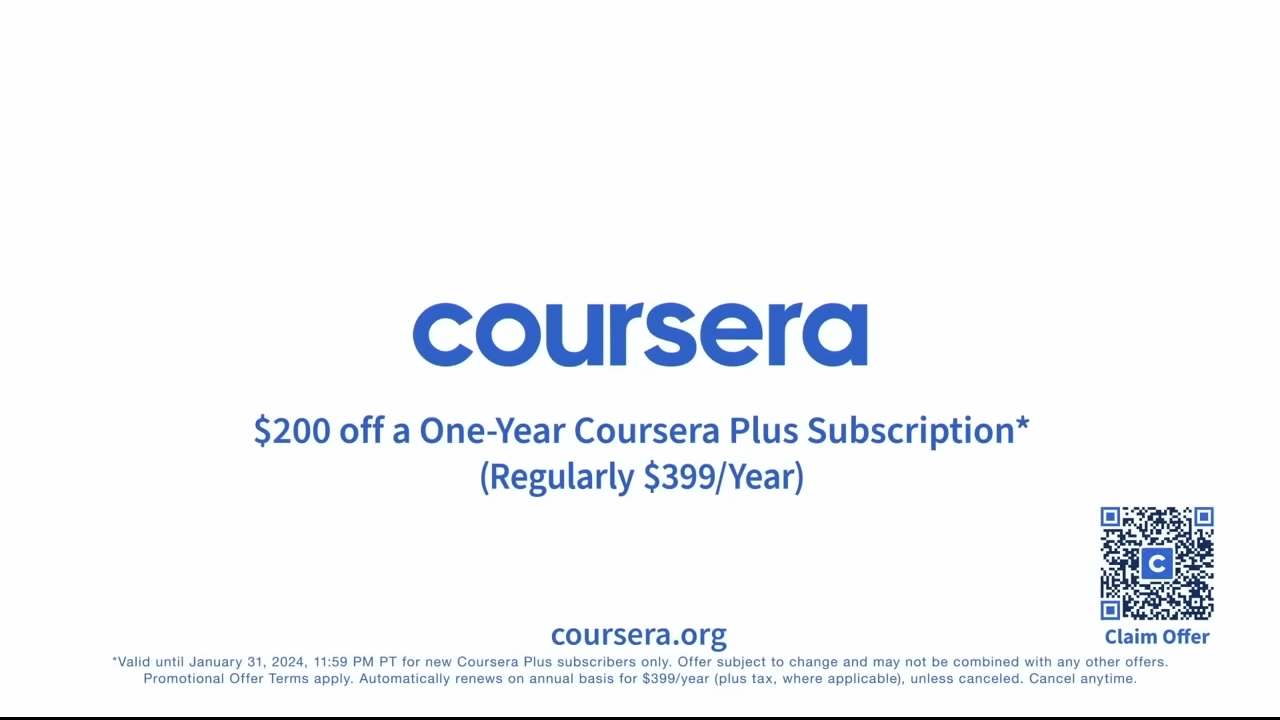 coursera
$200 off a One-Year Coursera Plus Subscription*
(Regularly $399/Year)
C
Claim Offer
coursera.org
*Valid until January 31, 2024, 11:59 PM PT for new Coursera Plus subscribers only. Offer subject to change and may not be combined with any other offers.
Promotional Offer Terms apply. Automatically renews on annual basis for $399/year (plus tax, where applicable), unless canceled. Cancel anytime.